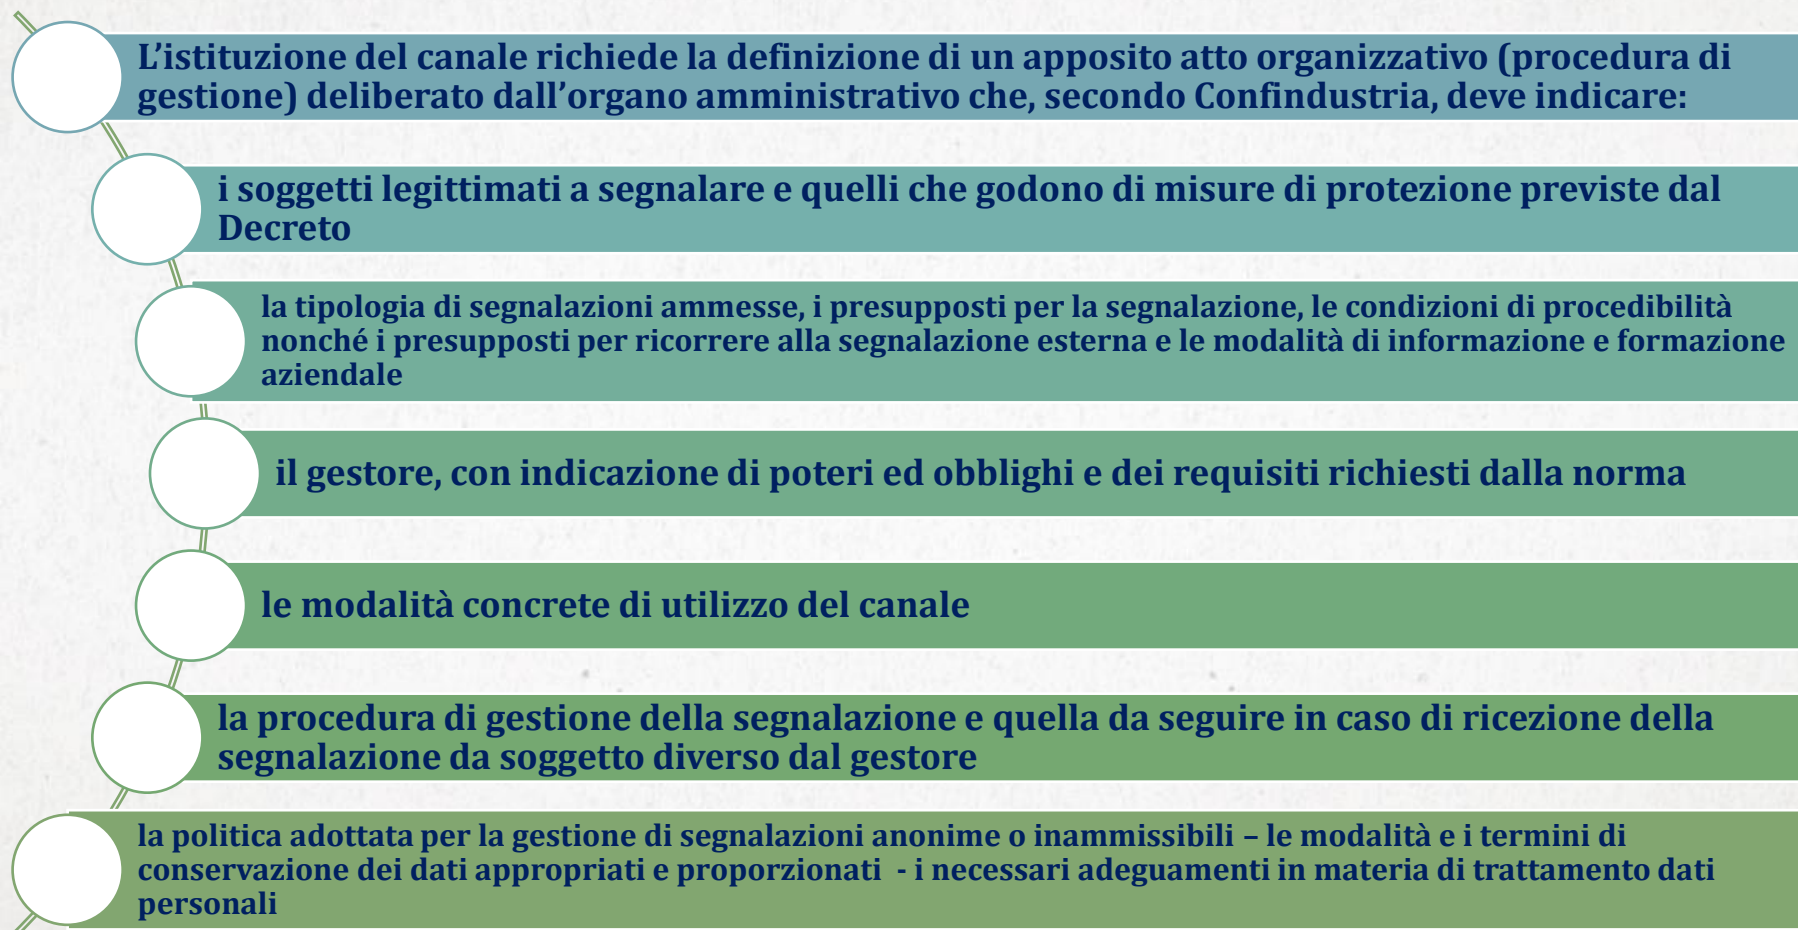 L’istituzione del canale richiede la definizione di un apposito atto organizzativo (procedura di
gestione) deliberato dall’organo amministrativo che, secondo Confindustria, deve indicare:
i soggetti legittimati a segnalare e quelli che godono di misure di protezione previste dal
Decreto
la tipologia di segnalazioni ammesse, i presupposti per la segnalazione, le condizioni di procedibilità
nonché i presupposti per ricorrere alla segnalazione esterna e le modalità di informazione e formazione
aziendale
il gestore, con indicazione di poteri ed obblighi e dei requisiti richiesti dalla norma
le modalità concrete di utilizzo del canale
la procedura di gestione della segnalazione e quella da seguire in caso di ricezione della
segnalazione da soggetto diverso dal gestore
la politica adottata per la gestione di segnalazioni anonime o inammissibili – le modalità e i termini di
conservazione dei dati appropriati e proporzionati - i necessari adeguamenti in materia di trattamento dati
personali